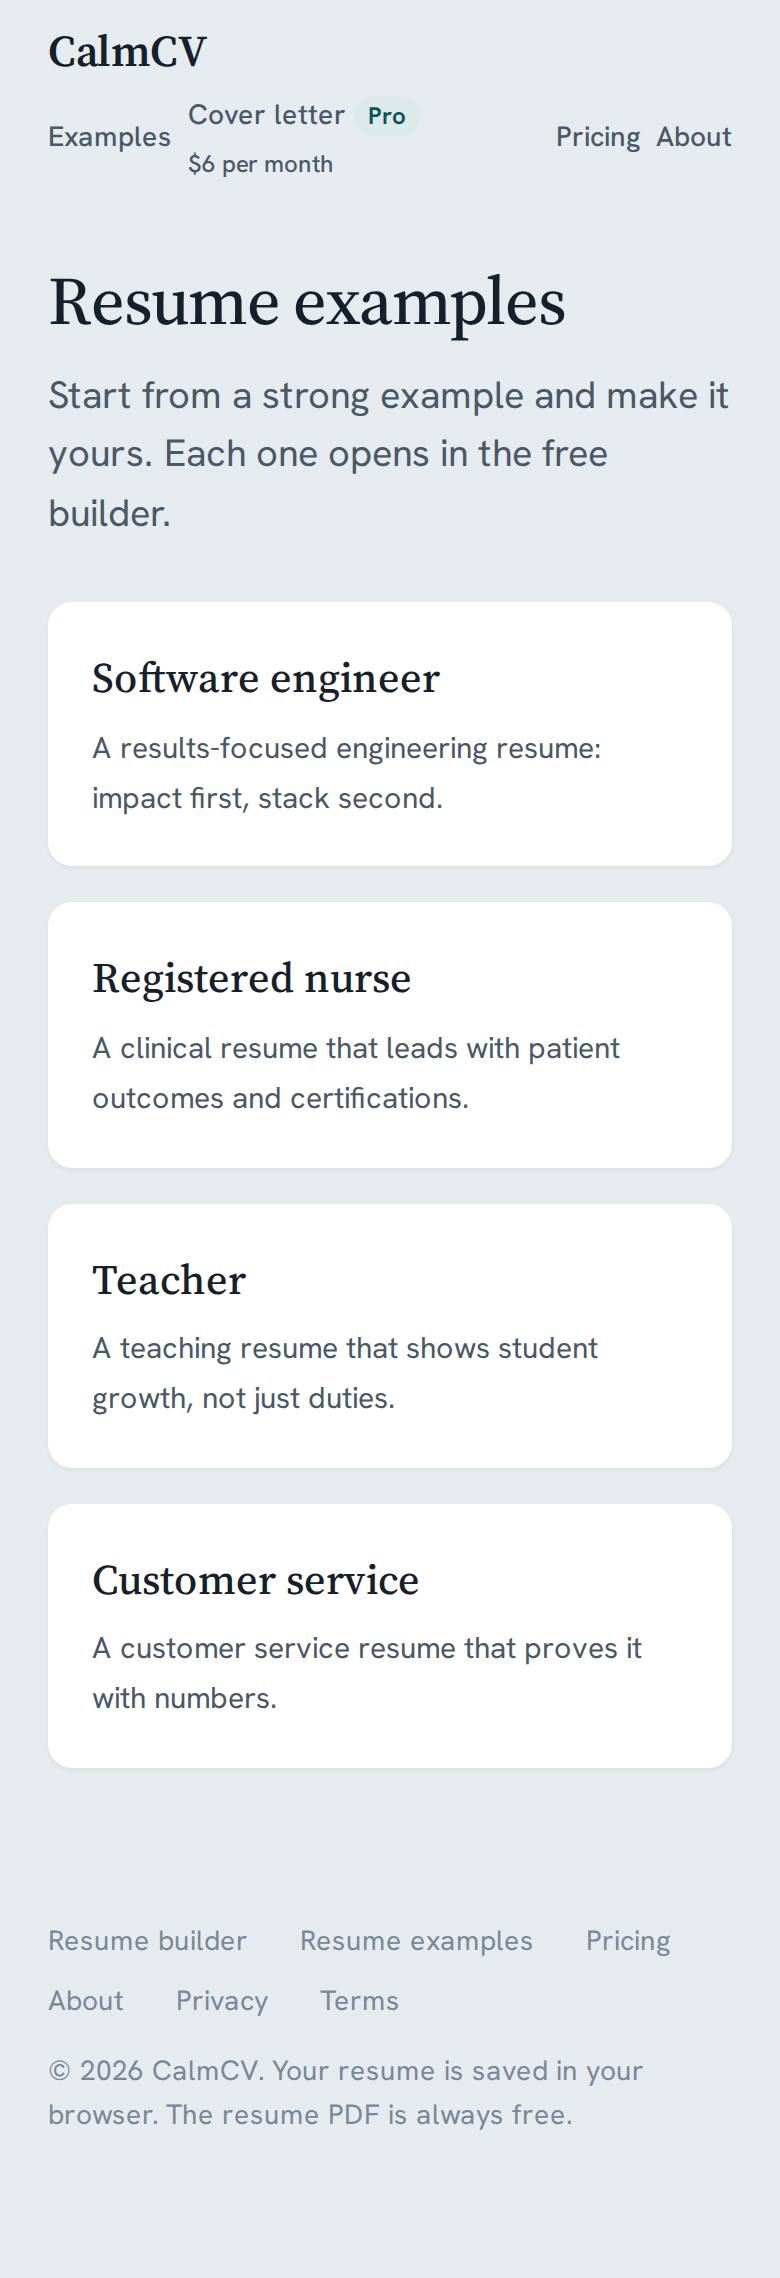 CalmCV
Examples
Cover letter Pro
$6 per month
Pricing
About
Resume examples
Start from a strong example and make it
yours. Each one opens in the free
builder.
Software engineer
A results-focused engineering resume:
impact first, stack second.
Registered nurse
A clinical resume that leads with patient
outcomes and certifications.
Teacher
A teaching resume that shows student
growth, not just duties.
Customer service
A customer service resume that proves it
with numbers.
Resume builder Resume examples Pricing
About Privacy Terms
© 2026 CalmCV. Your resume is saved in your
browser. The resume PDF is always free.